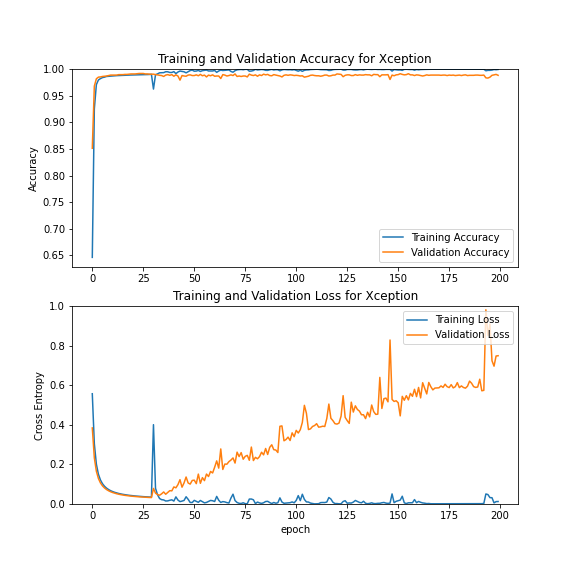 Training and Validation Accuracy for Xception
1.00
0.95
0.90
0.85
0.80
0.75
0.70
0.65
Accuracy
Training Accuracy
Validation Accuracy
0 25 50 75 100 125 150 175 200
Training and Validation Loss for Xception
1.0
0.8
0.6
0.4
0.2
0.0
Cross Entropy
Training Loss
Validation Loss
0 25 50 75 100 125 150 175 200
epoch